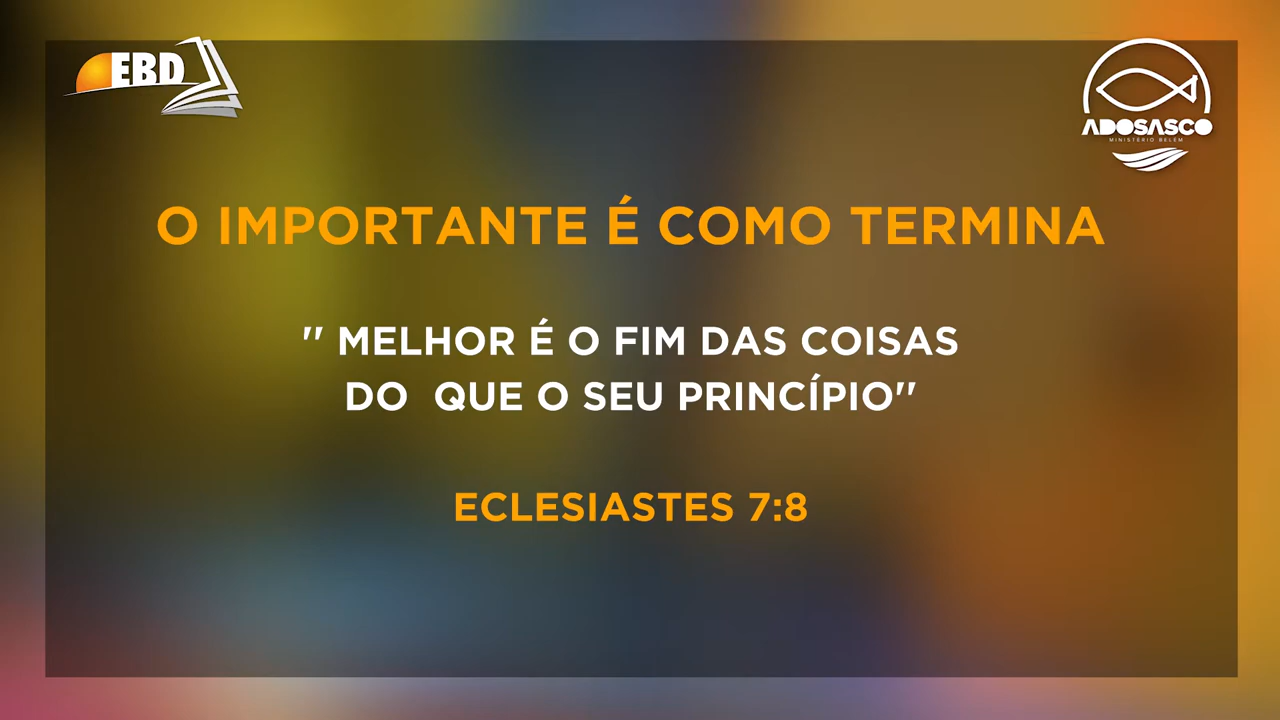 EBD
ADOSASCO
MINISTÉRIO BELÉM
O IMPORTANTE É COMO TERMINA
'' MELHOR É O FIM DAS COISAS
DO  QUE O SEU PRINCÍPIO''
ECLESIASTES 7:8